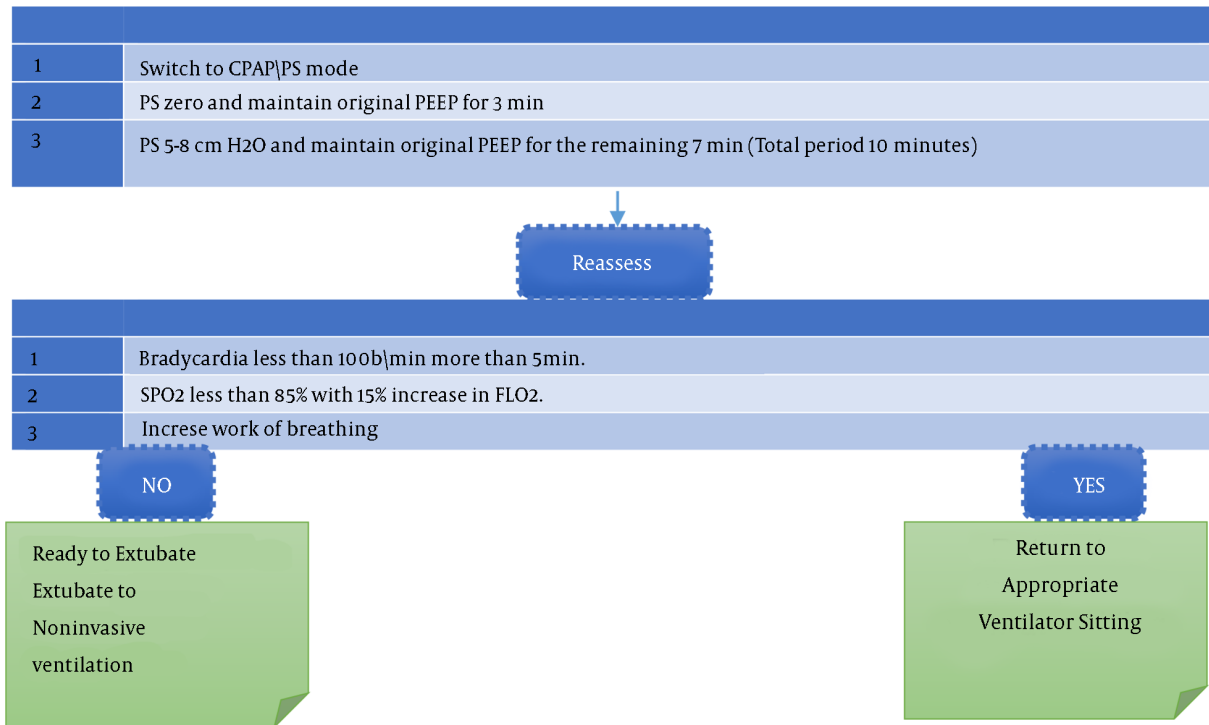 1 Switch to CPAP\PS mode
2 PS zero and maintain original PEEP for 3 min
3 PS 5-8 cm H2O and maintain original PEEP for the remaining 7 min (Total period 10 minutes)
Reassess
1 Bradycardia less than 100b\min more than 5min.
2 SPO2 less than 85% with 15% increase in FLO2.
3 Increse work of breathing
NO
Ready to Extubate
Extubate to
Noninvasive
ventilation
YES
Return to
Appropriate
Ventilator Sitting